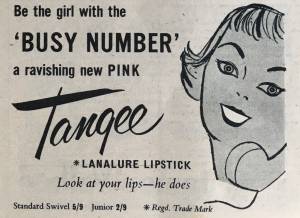 Be the girl with the
'BUSY NUMBER'
a ravishing new PINK
Tangee
*LANALURE LIPSTICK
Look at your lips—he does
Standard Swivel 5/9 Junior 2/9 * Regd. Trade Mark